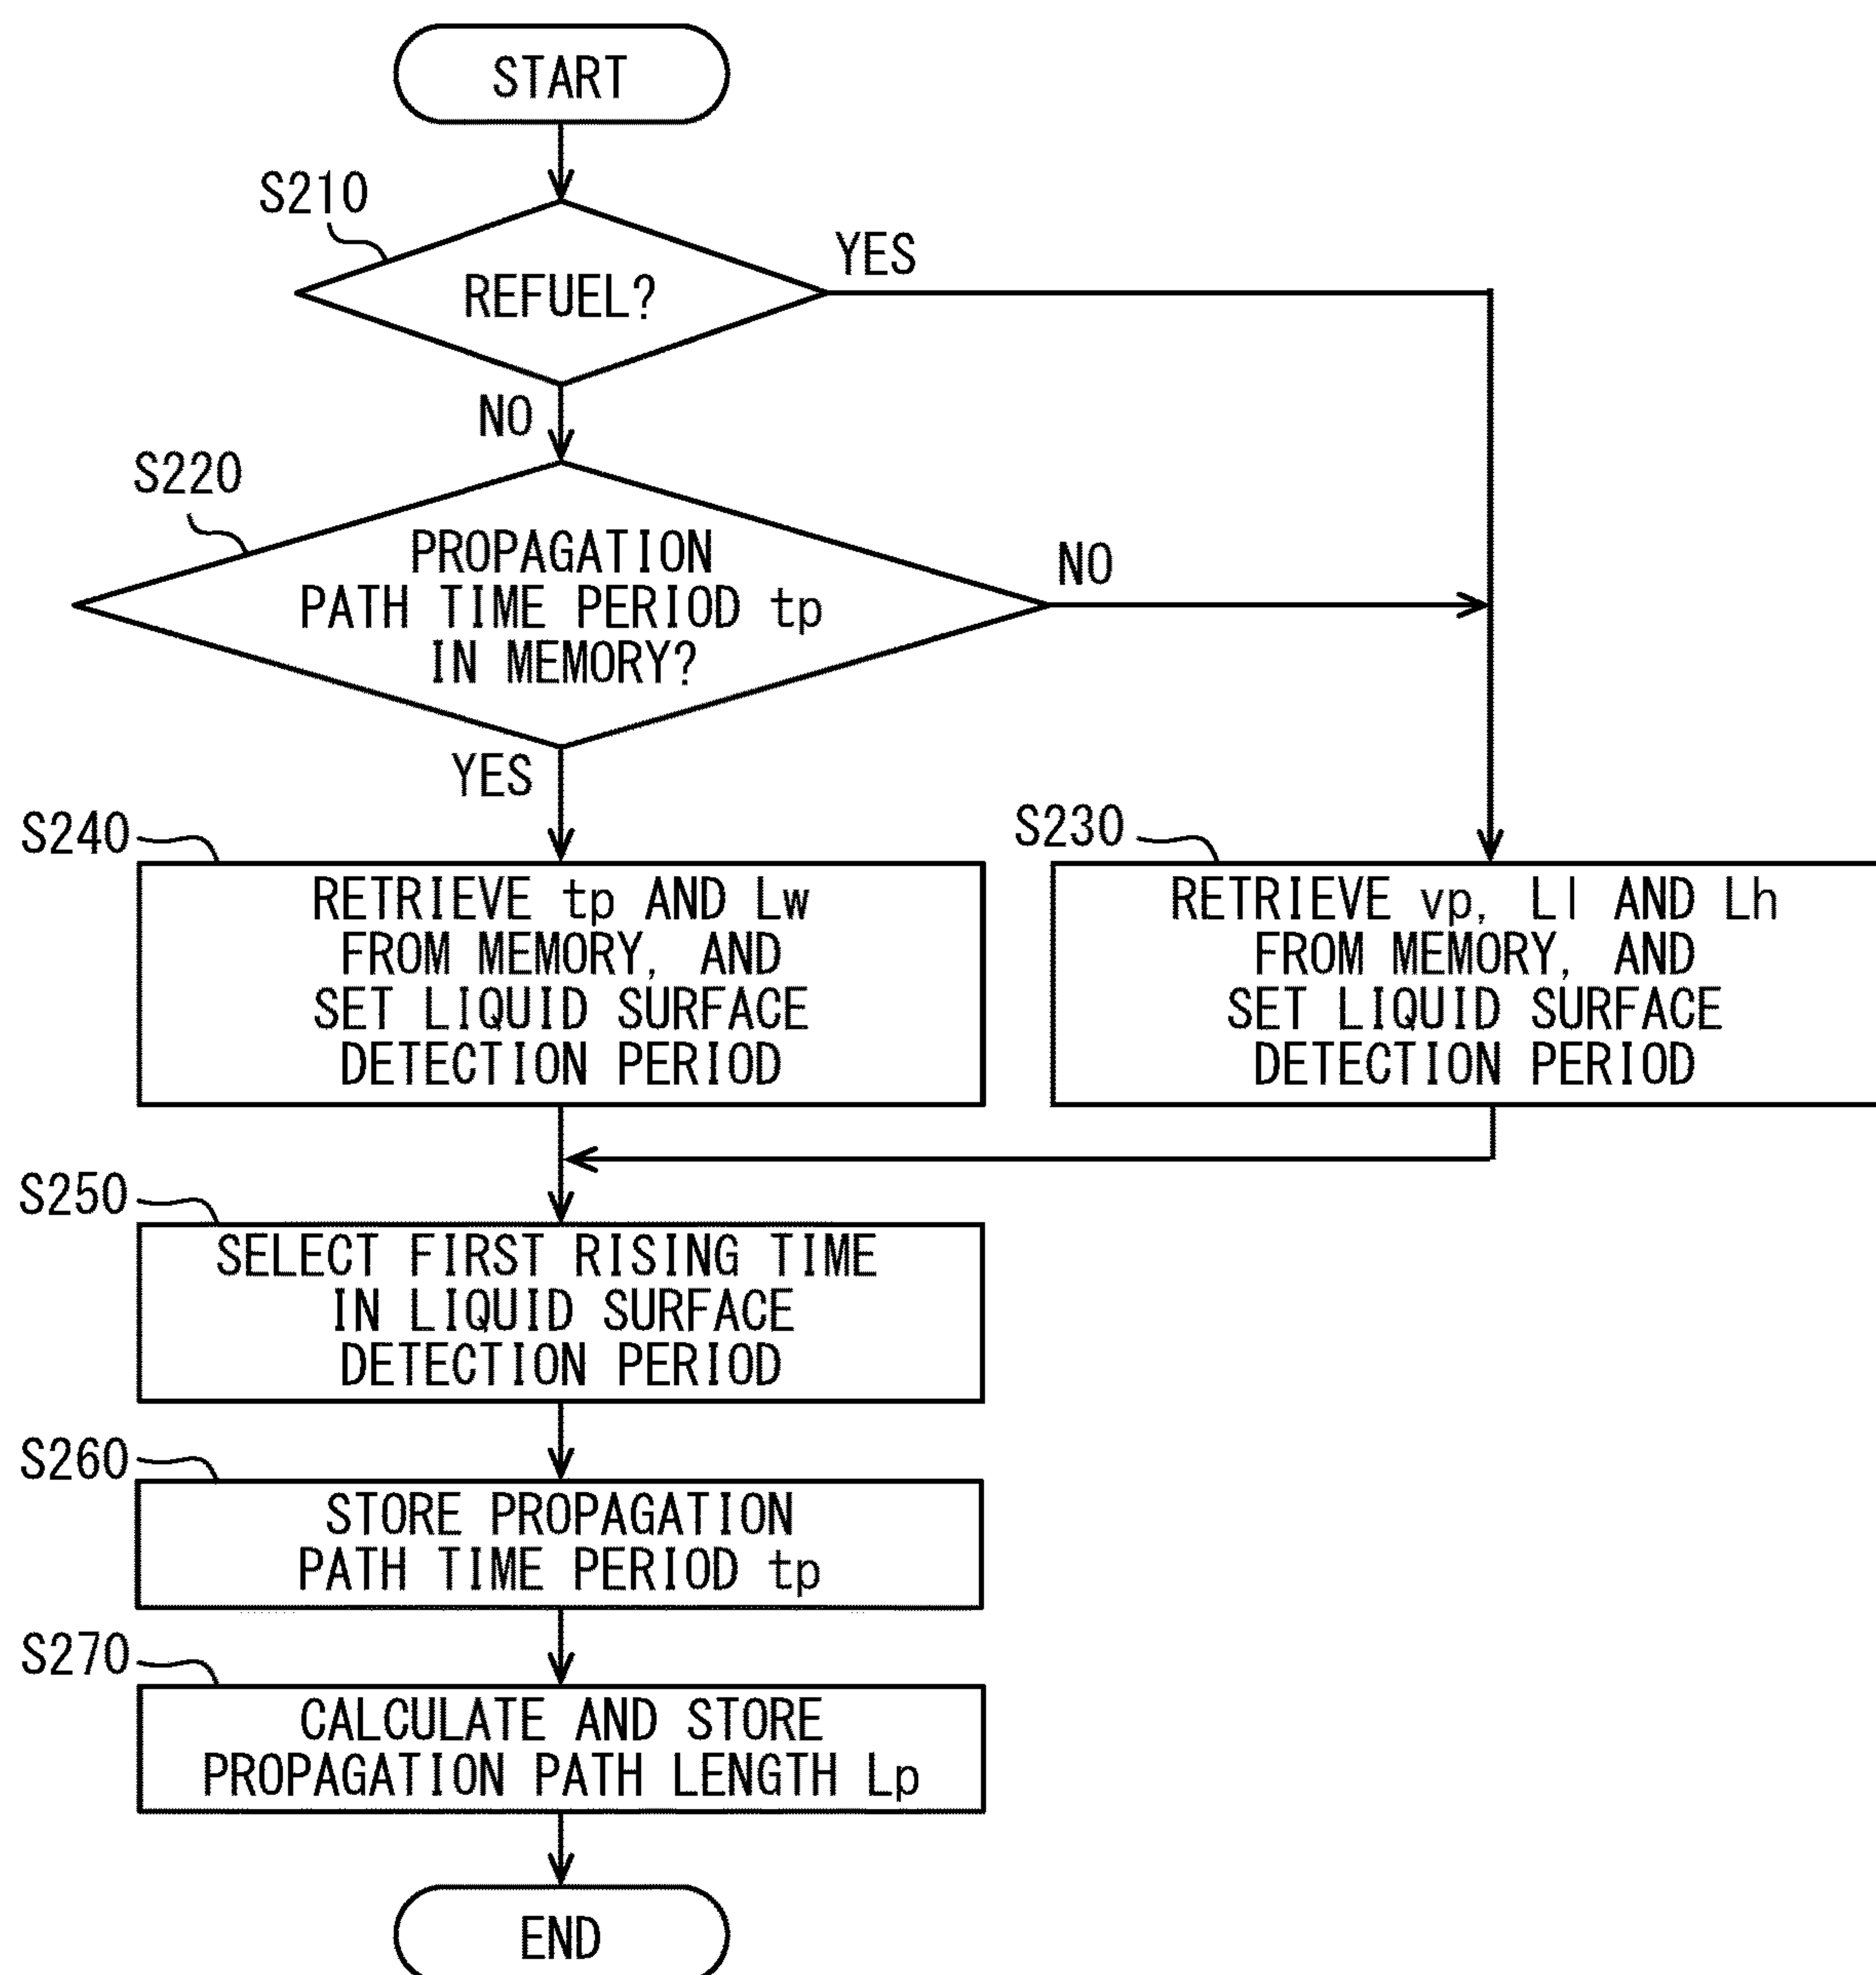 START
S210
REFUEL?
YES
NO
S220
PROPAGATION
PATH TIME PERIOD tp
IN MEMORY?
NO
YES
S240
RETRIEVE tp AND Lw
FROM MEMORY, AND
SET LIQUID SURFACE
DETECTION PERIOD
S230
RETRIEVE vp, Ll AND Lh
FROM MEMORY, AND
SET LIQUID SURFACE
DETECTION PERIOD
S250
SELECT FIRST RISING TIME
IN LIQUID SURFACE
DETECTION PERIOD
S260
STORE PROPAGATION
PATH TIME PERIOD tp
S270
CALCULATE AND STORE
PROPAGATION PATH LENGTH Lp
END